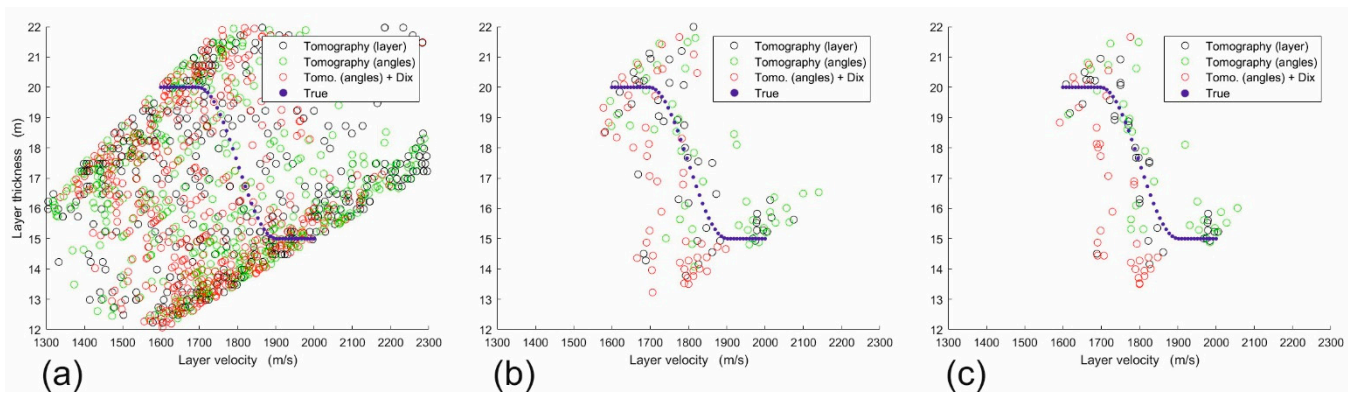 22
21
20
19
18
17
16
15
14
13
12
Layer thickness (m)
Tomography (layer)
Tomography (angles)
Tomo. (angles) + Dix
True
1300 1400 1500 1600 1700 1800 1900 2000 2100 2200 2300
Layer velocity (m/s)
(a)
22
21
20
19
18
17
16
15
14
13
12
Tomography (layer)
Tomography (angles)
Tomo. (angles) + Dix
True
1300 1400 1500 1600 1700 1800 1900 2000 2100 2200 2300
Layer velocity (m/s)
(b)
22
21
20
19
18
17
16
15
14
13
12
Tomography (layer)
Tomography (angles)
Tomo. (angles) + Dix
True
1300 1400 1500 1600 1700 1800 1900 2000 2100 2200 2300
Layer velocity (m/s)
(c)